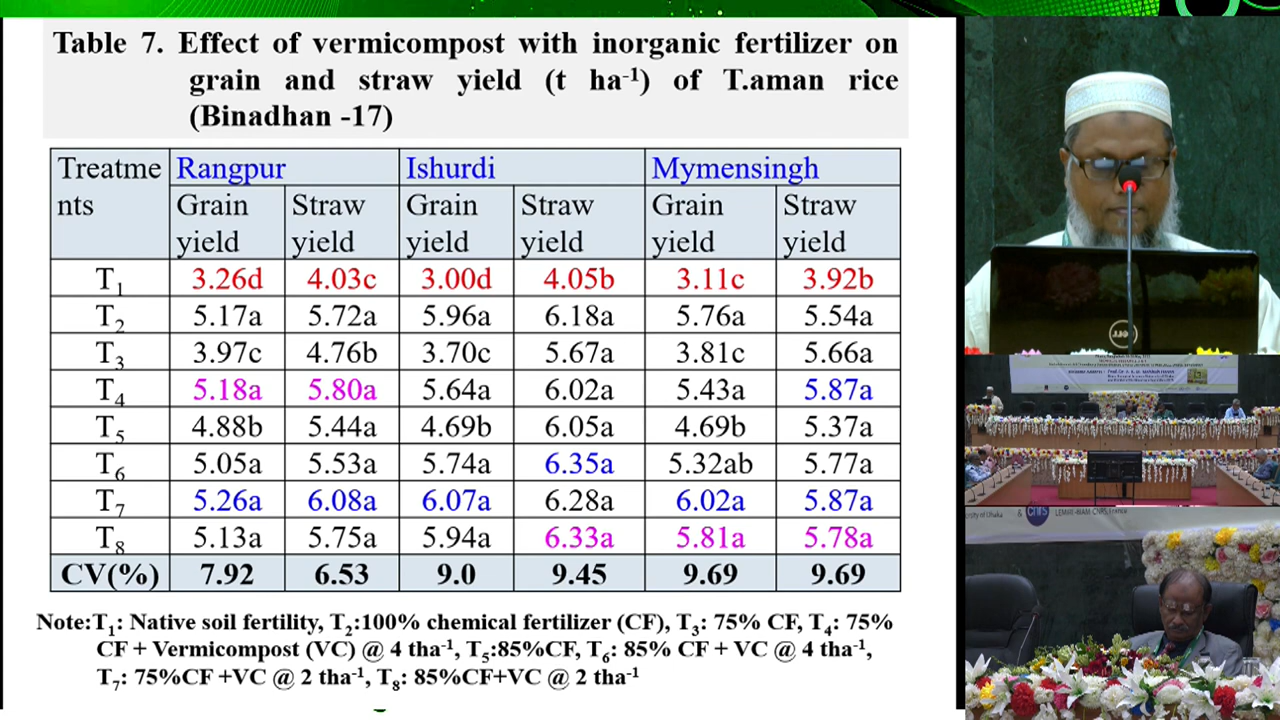 Table 7. Effect of vermicompost with inorganic fertilizer on
grain and straw yield (t ha-1) of T.aman rice
(Binadhan -17)
Treatme Rangpur Ishurdi Mymensingh
nts Grain Straw Grain Straw Grain Straw
yield yield yield yield yield yield
T1 3.26d 4.03c 3.00d 4.05b 3.11c 3.92b
T2 5.17a 5.72a 5.96a 6.18a 5.76a 5.54a
T3 3.97c 4.76b 3.70c 5.67a 3.81c 5.66a
T4 5.18a 5.80a 5.64a 6.02a 5.43a 5.87a
T5 4.88b 5.44a 4.69b 6.05a 4.69b 5.37a
T6 5.05a 5.53a 5.74a 6.35a 5.32ab 5.77a
T7 5.26a 6.08a 6.07a 6.28a 6.02a 5.87a
T8 5.13a 5.75a 5.94a 6.33a 5.81a 5.78a
CV(%) 7.92 6.53 9.0 9.45 9.69 9.69
Note:T1: Native soil fertility, T2:100% chemical fertilizer (CF), T3: 75% CF, T4: 75%
CF + Vermicompost (VC) @ 4 tha-1, T5:85%CF, T6: 85% CF + VC @ 4 tha-1,
T7: 75%CF +VC @ 2 tha-1, T8: 85%CF+VC @ 2 tha-1
of Dhaka & CNRS